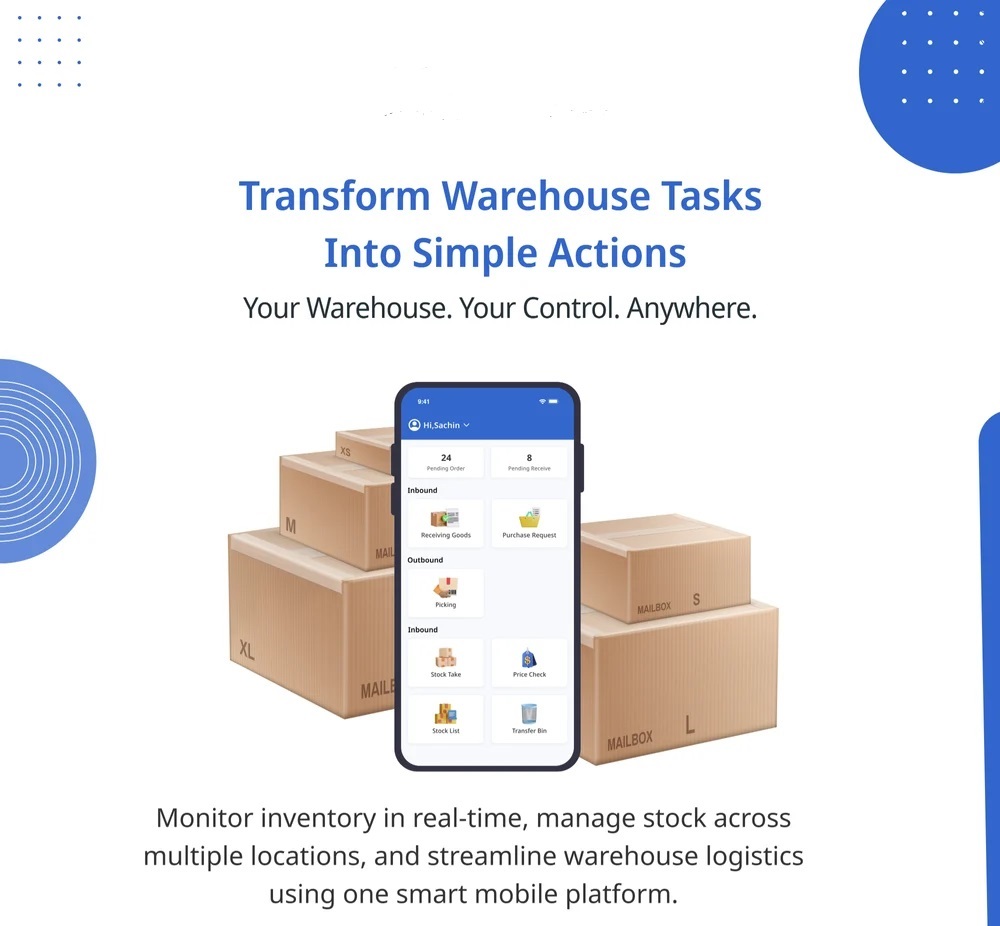 Transform Warehouse Tasks
Into Simple Actions
Your Warehouse. Your Control. Anywhere.
9:41
Hi,Sachin
24
Pending Order
8
Pending Receive
Inbound
Receiving Goods
Purchase Request
Outbound
Picking
Inbound
Stock Take
Price Check
Stock List
Transfer Bin
XS
M
MAIL
XL
MAILE
MAILBOX S
MAILBOX L
Monitor inventory in real-time, manage stock across
multiple locations, and streamline warehouse logistics
using one smart mobile platform.